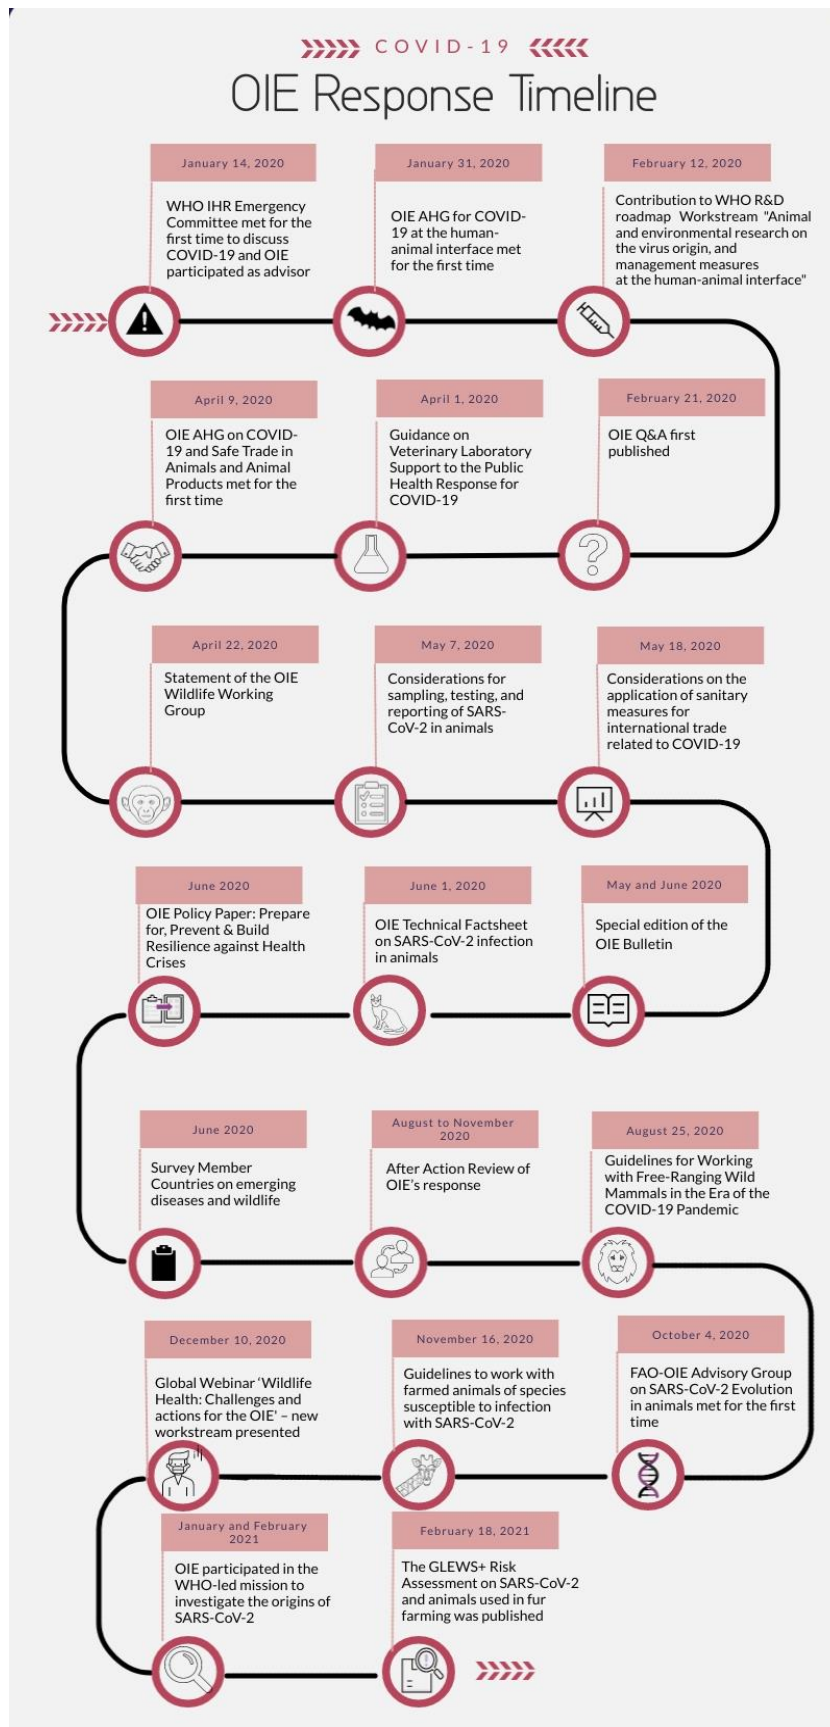 COVID-19
OIE Response Timeline
January 14, 2020
WHO IHR Emergency
Committee met for the
first time to discuss
COVID-19 and OIE
participated as advisor
January 31, 2020
OIE AHG for COVID-
19 at the human-
animal interface met
for the first time
February 12, 2020
Contribution to WHO R&D
roadmap Workstream "Animal
and environmental research on
the virus origin, and
management measures
at the human-animal interface"
February 21, 2020
OIE Q&A first
published
April 1, 2020
Guidance on
Veterinary Laboratory
Support to the Public
Health Response for
COVID-19
April 9, 2020
OIE AHG on COVID-
19 and Safe Trade in
Animals and Animal
Products met for the
first time
April 22, 2020
Statement of the OIE
Wildlife Working
Group
May 7, 2020
Considerations for
sampling, testing, and
reporting of SARS-
CoV-2 in animals
May 18, 2020
Considerations on the
application of sanitary
measures for
international trade
related to COVID-19
May and June 2020
Special edition of the
OIE Bulletin
June 1, 2020
OIE Technical Factsheet
on SARS-CoV-2 infection
in animals
June 2020
OIE Policy Paper: Prepare
for, Prevent & Build
Resilience against Health
Crises
June 2020
Survey Member
Countries on emerging
diseases and wildlife
August to November
2020
After Action Review of
OIE's response
August 25, 2020
Guidelines for Working
with Free-Ranging Wild
Mammals in the Era of the
COVID-19 Pandemic
October 4, 2020
FAO-OIE Advisory Group
on SARS-CoV-2 Evolution
in animals met for the first
time
November 16, 2020
Guidelines to work with
farmed animals of species
susceptible to infection
with SARS-CoV-2
December 10, 2020
Global Webinar ‘Wildlife
Health: Challenges and
actions for the OIE' – new
workstream presented
January and February
2021
OIE participated in the
WHO-led mission to
investigate the origins of
SARS-CoV-2
February 18, 2021
The GLEWS+ Risk
Assessment on SARS-CoV-2
and animals used in fur
farming was published